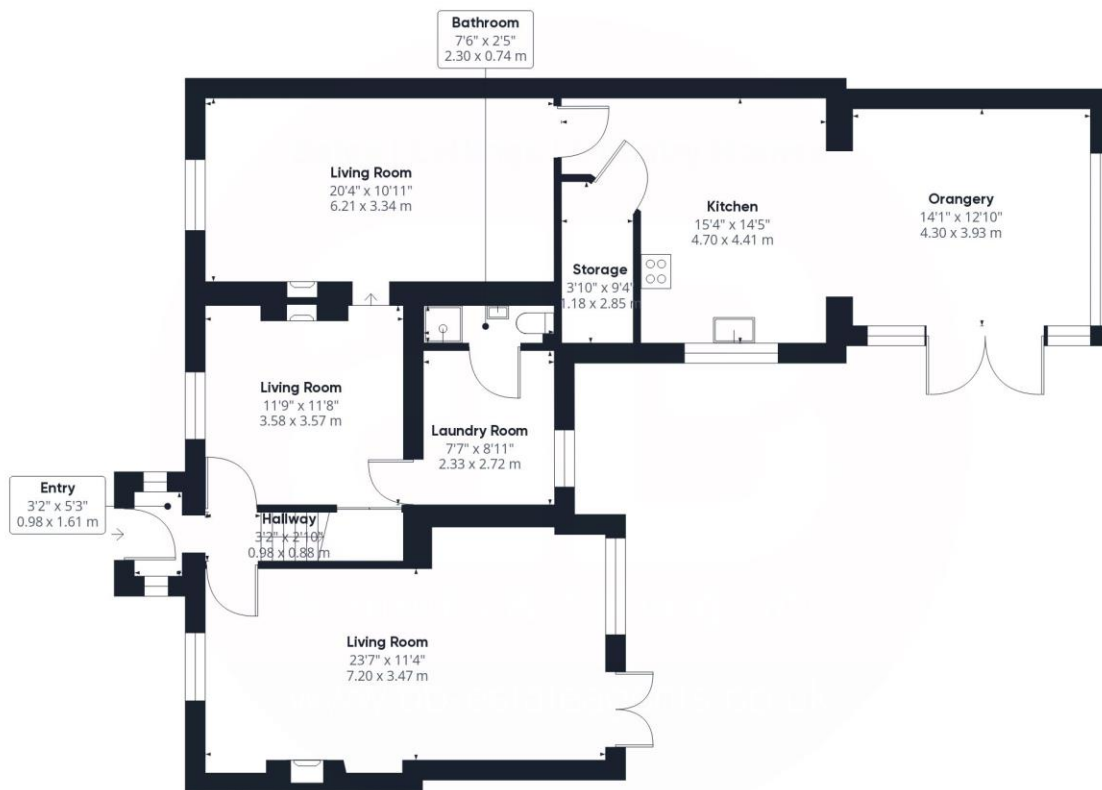 Bathroom
7'6" x 2'5"
2.30 x 0.74 m
Living Room
20'4" x 10'11"
6.21 x 3.34 m
Kitchen
15'4" x 14'5"
4.70 x 4.41 m
Orangery
14'1" x 12'10"
4.30 x 3.93 m
Storage
3'10" x 9'4"
1.18 x 2.85 m
Living Room
11'9" x 11'8"
3.58 x 3.57 m
Laundry Room
7'7" x 8'11"
2.33 x 2.72 m
Entry
3'2" x 5'3"
0.98 x 1.61 m
Hallway
3'2" x 2'10"
0.98 x 0.88 m
Living Room
23'7" x 11'4"
7.20 x 3.47 m